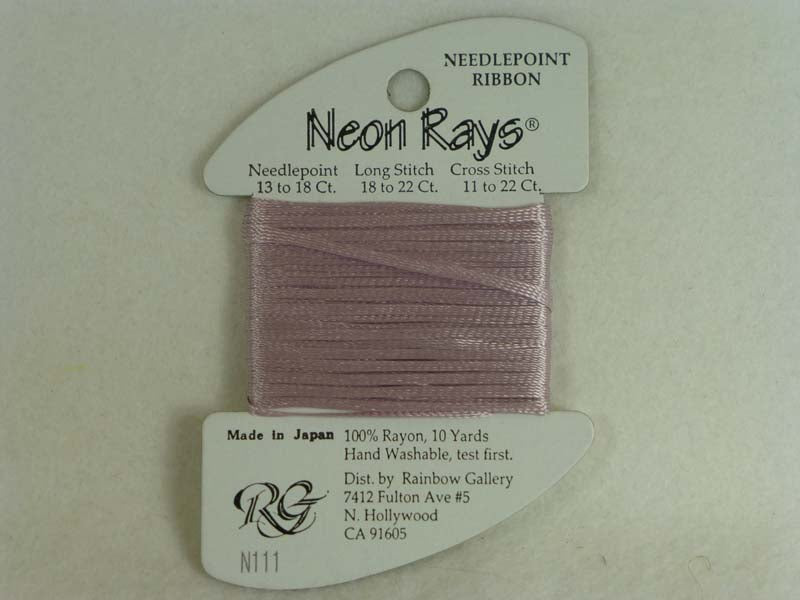 NEEDLEPOINT
RIBBON
Neon Rays®
Needlepoint Long Stitch Cross Stitch
13 to 18 Ct. 18 to 22 Ct. 11 to 22 Ct.
Made in Japan 100% Rayon, 10 Yards
Hand Washable, test first.
Dist. by Rainbow Gallery
7412 Fulton Ave #5
N. Hollywood
CA 91605
RG
N111